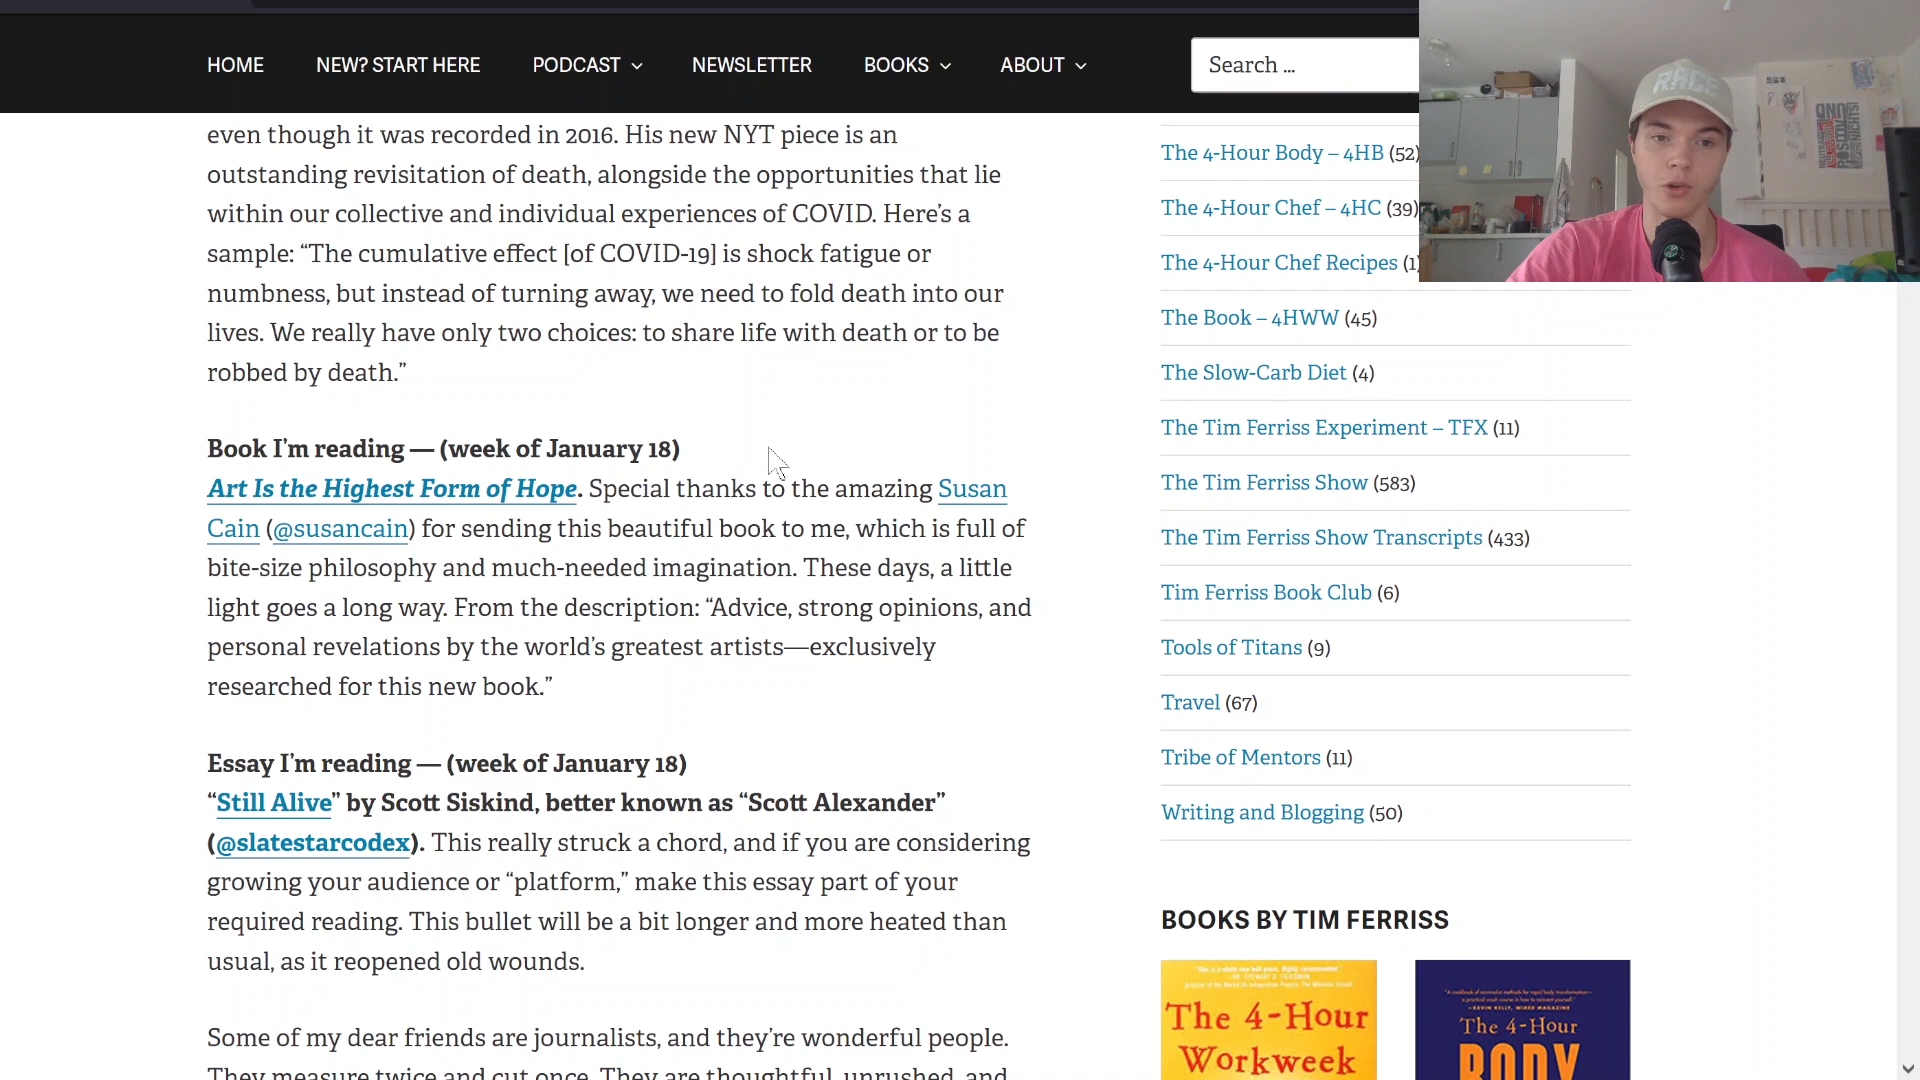 HOME
NEW? START HERE
PODCAST
NEWSLETTER
BOOKS
ABOUT
Search ...
even though it was recorded in 2016. His new NYT piece is an
outstanding revisitation of death, alongside the opportunities that lie
within our collective and individual experiences of COVID. Here’s a
sample: “The cumulative effect [of COVID-19] is shock fatigue or
numbness, but instead of turning away, we need to fold death into our
lives. We really have only two choices: to share life with death or to be
robbed by death.”
Book I’m reading — (week of January 18)
Art Is the Highest Form of Hope. Special thanks to the amazing Susan
Cain (@susancain) for sending this beautiful book to me, which is full of
bite-size philosophy and much-needed imagination. These days, a little
light goes a long way. From the description: “Advice, strong opinions, and
personal revelations by the world’s greatest artists—exclusively
researched for this new book.”
Essay I’m reading — (week of January 18)
“Still Alive” by Scott Siskind, better known as “Scott Alexander”
(@slatestarcodex). This really struck a chord, and if you are considering
growing your audience or “platform,” make this essay part of your
required reading. This bullet will be a bit longer and more heated than
usual, as it reopened old wounds.
Some of my dear friends are journalists, and they’re wonderful people.
They measure twice and cut once. They are thoughtful, unrushed, and
The 4-Hour Body – 4HB (52)
The 4-Hour Chef – 4HC (39)
The 4-Hour Chef Recipes (1)
The Book – 4HWW (45)
The Slow-Carb Diet (4)
The Tim Ferriss Experiment – TFX (11)
The Tim Ferriss Show (583)
The Tim Ferriss Show Transcripts (433)
Tim Ferriss Book Club (6)
Tools of Titans (9)
Travel (67)
Tribe of Mentors (11)
Writing and Blogging (50)
BOOKS BY TIM FERRISS
The 4-Hour
Workweek
The 4-Hour
BODY
RAGE